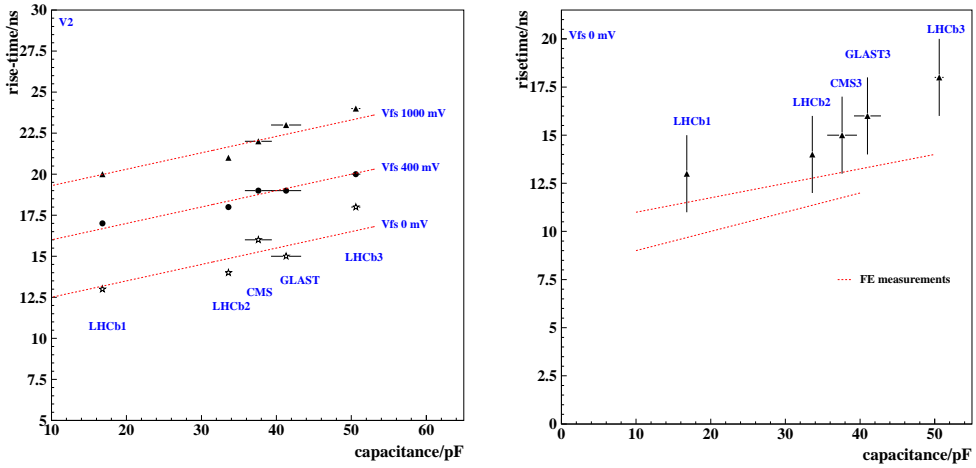 rise-time/ns
30
27.5
25
22.5
20
17.5
15
12.5
10
7.5
5
V2
Vfs 1000 mV
Vfs 400 mV
Vfs 0 mV
LHCb3
GLAST
CMS
LHCb2
LHCb1
10
20
30
40
50
60
capacitance/pF
risetime/ns
20
17.5
15
12.5
10
7.5
5
2.5
0
Vfs 0 mV
LHCb3
GLAST3
CMS3
LHCb2
LHCb1
FE measurements
0
10
20
30
40
50
capacitance/pF